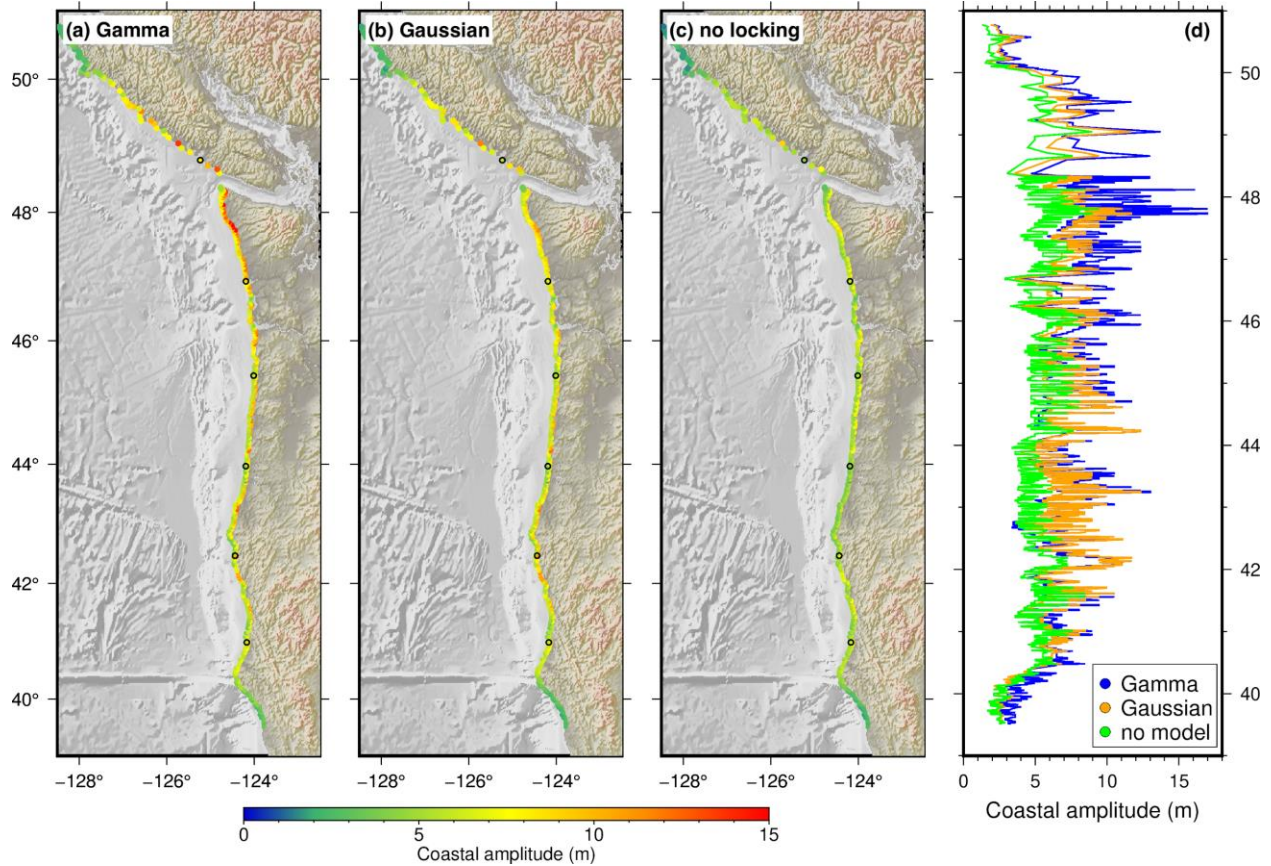 (a) Gamma
(b) Gaussian
(c) no locking
(d)
50°
48°
46°
44°
42°
40°
−128° −126° −124°
−128° −126° −124°
−128° −126° −124°
0 5 10 15
Coastal amplitude (m)
50
48
46
44
42
40
Gamma
Gaussian
no model
0 5 10 15
Coastal amplitude (m)